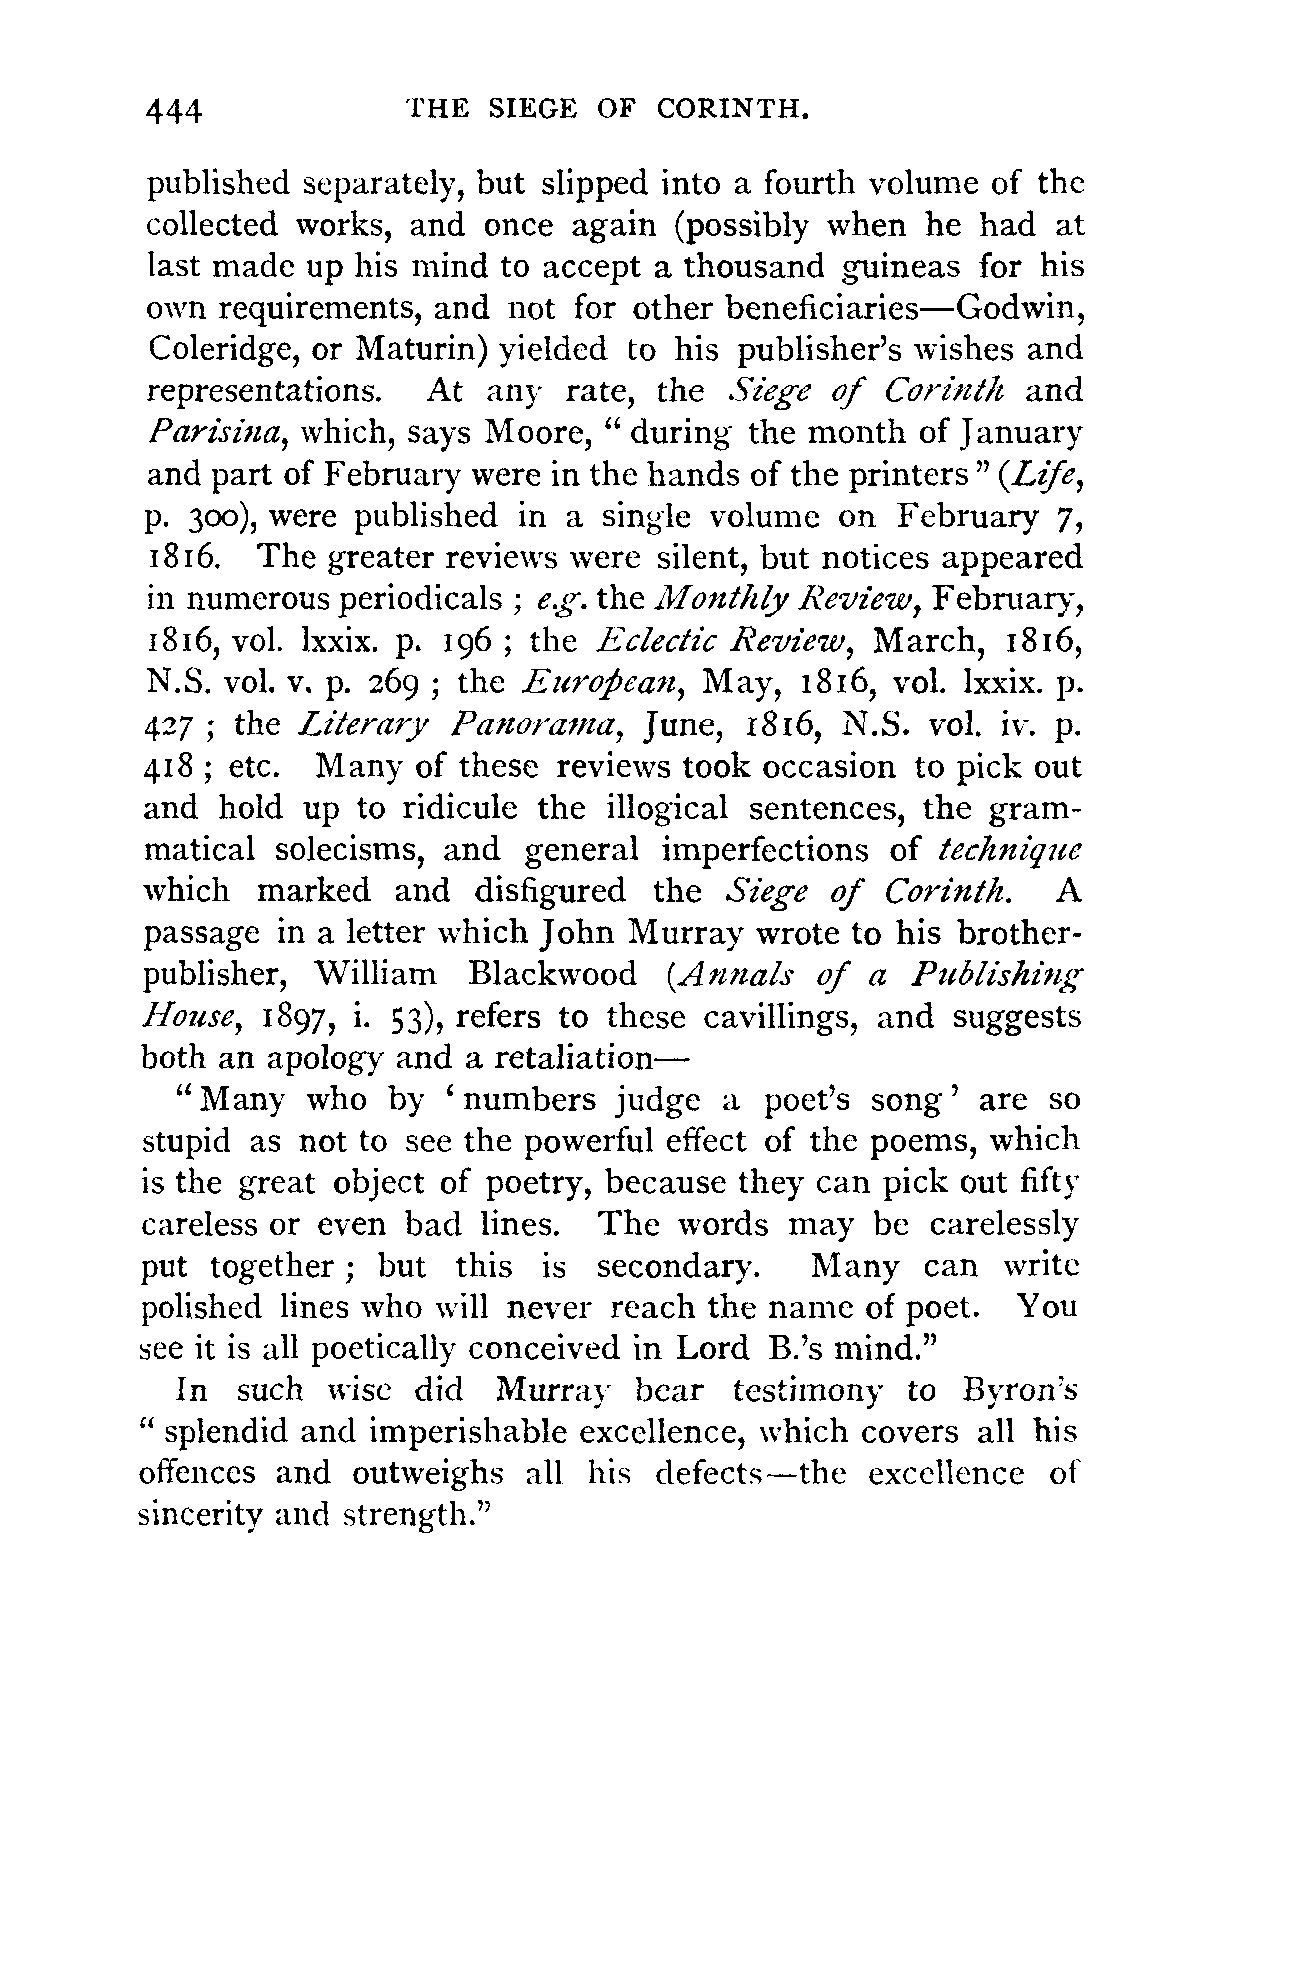 444 THE SIEGE OF CORINTH.
published separately, but slipped into a fourth volume of the
collected works, and once again (possibly when he had at
last made up his mind to accept a thousand guineas for his
own requirements, and not for other beneficiaries—Godwin,
Coleridge, or Maturin) yielded to his publisher's wishes and
representations. At any rate, the Siege of Corinth and
Parisina, which, says Moore, "during the month of January
and part of February were in the hands of the printers" (Life,
p. 300), were published in a single volume on February 7,
1816. The greater reviews were silent, but notices appeared
in numerous periodicals; e.g. the Monthly Review, February,
1816, vol. lxxix. p. 196; the Eclectic Review, March, 1816,
N.S. vol. v. p. 269; the European, May, 1816, vol. lxxix. p.
427; the Literary Panorama, June, 1816, N.S. vol. iv. p.
418; etc. Many of these reviews took occasion to pick out
and hold up to ridicule the illogical sentences, the gram-
matical solecisms, and general imperfections of technique
which marked and disfigured the Siege of Corinth. A
passage in a letter which John Murray wrote to his brother-
publisher, William Blackwood (Annals of a Publishing
House, 1897, i. 53), refers to these cavillings, and suggests
both an apology and a retaliation—
"Many who by 'numbers judge a poet's song' are so
stupid as not to see the powerful effect of the poems, which
is the great object of poetry, because they can pick out fifty
careless or even bad lines. The words may be carelessly
put together; but this is secondary. Many can write
polished lines who will never reach the name of poet. You
see it is all poetically conceived in Lord B.'s mind."
In such wise did Murray bear testimony to Byron's
"splendid and imperishable excellence, which covers all his
offences and outweighs all his defects—the excellence of
sincerity and strength."